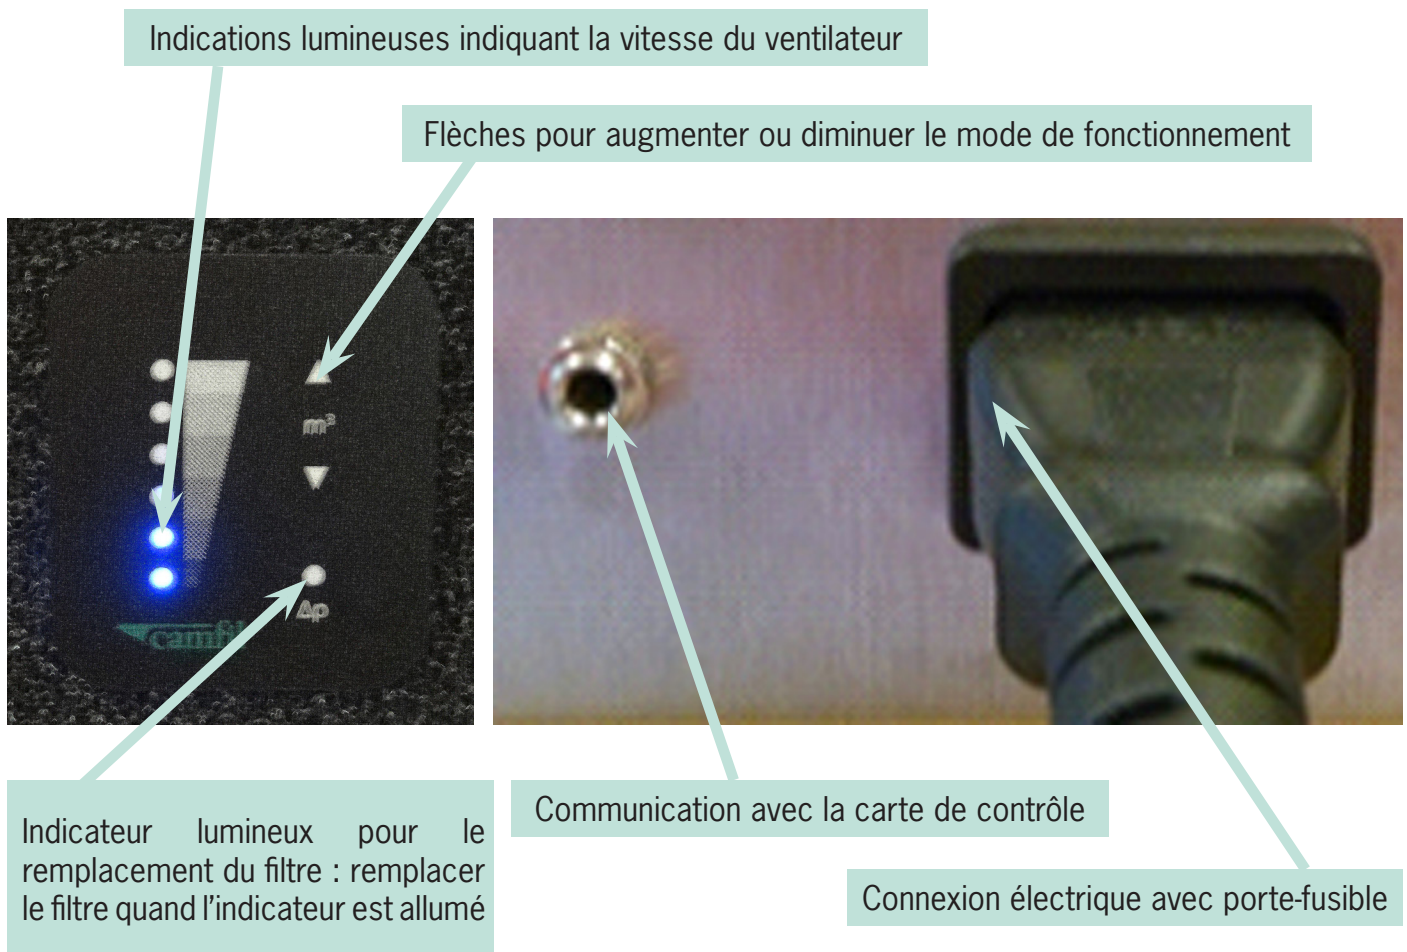 Indications lumineuses indiquant la vitesse du ventilateur
Flèches pour augmenter ou diminuer le mode de fonctionnement
m³
Δp
camfil
Communication avec la carte de contrôle
Indicateur lumineux pour le
remplacement du filtre : remplacer
le filtre quand l'indicateur est allumé
Connexion électrique avec porte-fusible